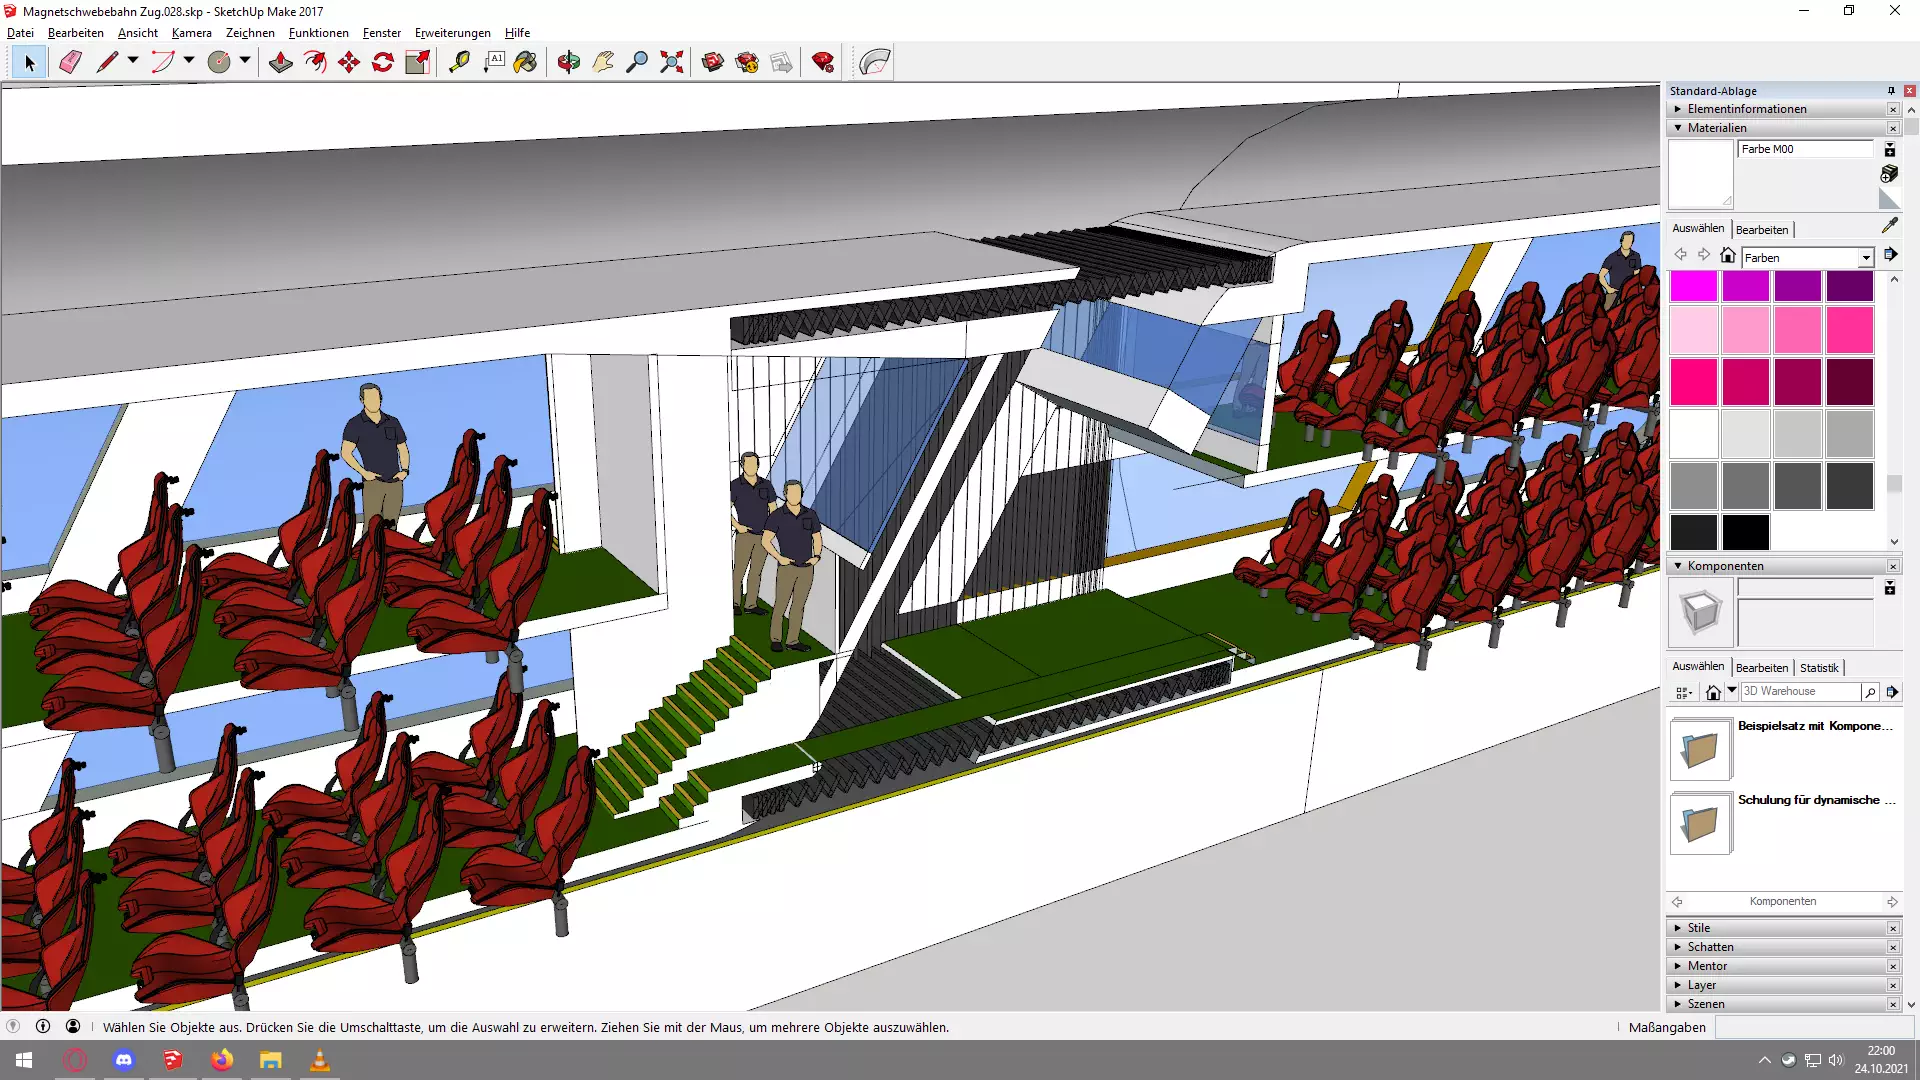 Magnetschwebebahn Zug.028.skp - SketchUp Make 2017
Datei Bearbeiten Ansicht Kamera Zeichnen Funktionen Fenster Erweiterungen Hilfe
A1
Standard-Ablage
Elementinformationen
Materialien
Farbe M00
Auswählen Bearbeiten
Farben
Komponenten
Auswählen Bearbeiten Statistik
3D Warehouse
Beispielsatz mit Kompone...
Schulung für dynamische ...
Komponenten
Stile
Schatten
Mentor
Layer
Szenen
Wählen Sie Objekte aus. Drücken Sie die Umschalttaste, um die Auswahl zu erweitern. Ziehen Sie mit der Maus, um mehrere Objekte auszuwählen.
Maßangaben
22:00
24.10.2021